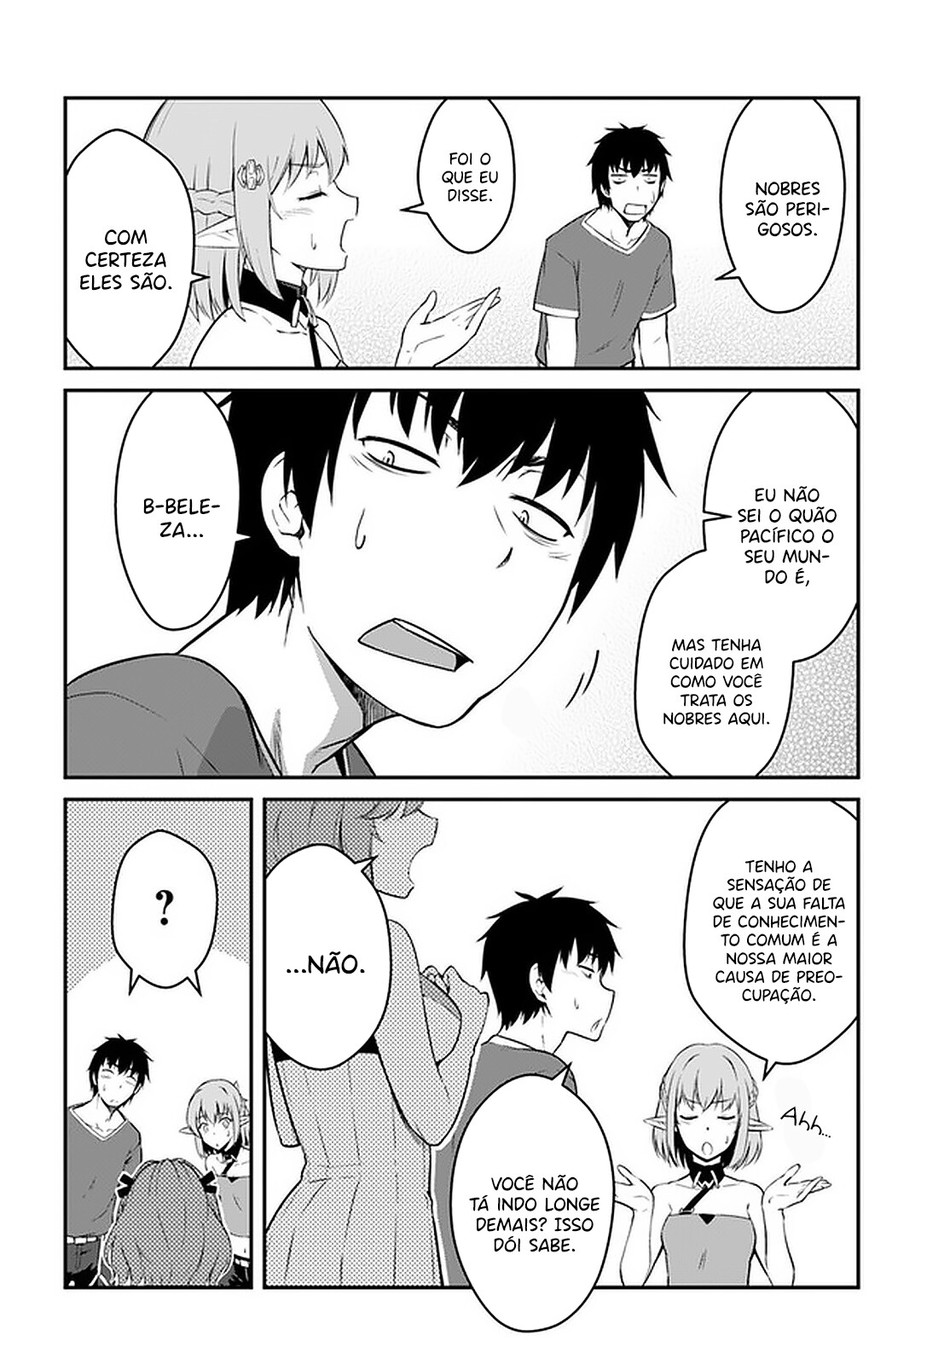 NOBRES
SÃO PERI-
GOSOS.
FOI O
QUE EU
DISSE.
COM
CERTEZA
ELES SÃO.
EU NÃO
SEI O QUÃO
PACÍFICO O
SEU MUN-
DO É,
MAS TENHA
CUIDADO EM
COMO VOCÊ
TRATA OS
NOBRES AQUI.
B-BELE-
ZA...
TENHO A
SENSAÇÃO DE
QUE A SUA FALTA
DE CONHECIMEN-
TO COMUM É A
NOSSA MAIOR
CAUSA DE PREO-
CUPAÇÃO.
Ahh...
VOCÊ NÃO
TÁ INDO LONGE
DEMAIS? ISSO
DÓI SABE.
...NÃO.
?